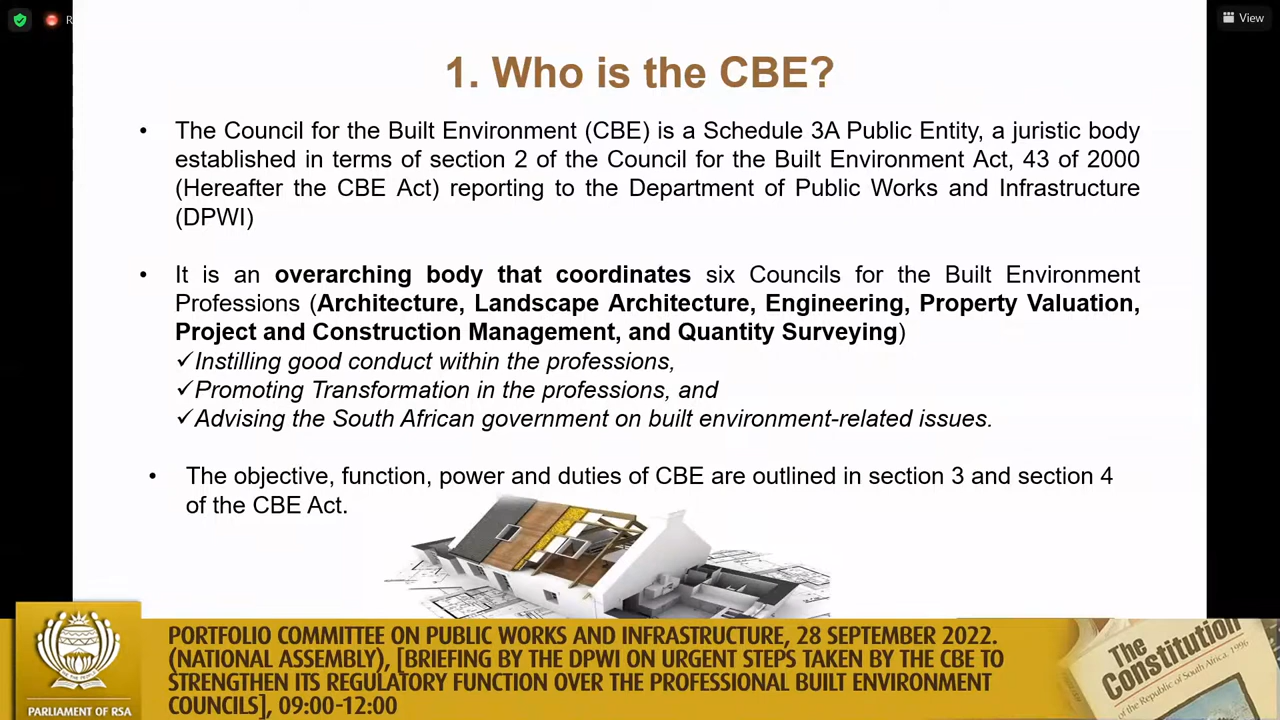 R
View
1. Who is the CBE?
• The Council for the Built Environment (CBE) is a Schedule 3A Public Entity, a juristic body
established in terms of section 2 of the Council for the Built Environment Act, 43 of 2000
(Hereafter the CBE Act) reporting to the Department of Public Works and Infrastructure
(DPWI)
• It is an overarching body that coordinates six Councils for the Built Environment
Professions (Architecture, Landscape Architecture, Engineering, Property Valuation,
Project and Construction Management, and Quantity Surveying)
✓Instilling good conduct within the professions,
✓Promoting Transformation in the professions, and
✓Advising the South African government on built environment-related issues.
• The objective, function, power and duties of CBE are outlined in section 3 and section 4
of the CBE Act.
PORTFOLIO COMMITTEE ON PUBLIC WORKS AND INFRASTRUCTURE, 28 SEPTEMBER 2022.
(NATIONAL ASSEMBLY), [BRIEFING BY THE DPWI ON URGENT STEPS TAKEN BY THE CBE TO
STRENGTHEN ITS REGULATORY FUNCTION OVER THE PROFESSIONAL BUILT ENVIRONMENT
COUNCILS], 09:00-12:00
PARLIAMENT OF RSA
The
Constitution
of the Republic of South Africa, 1996